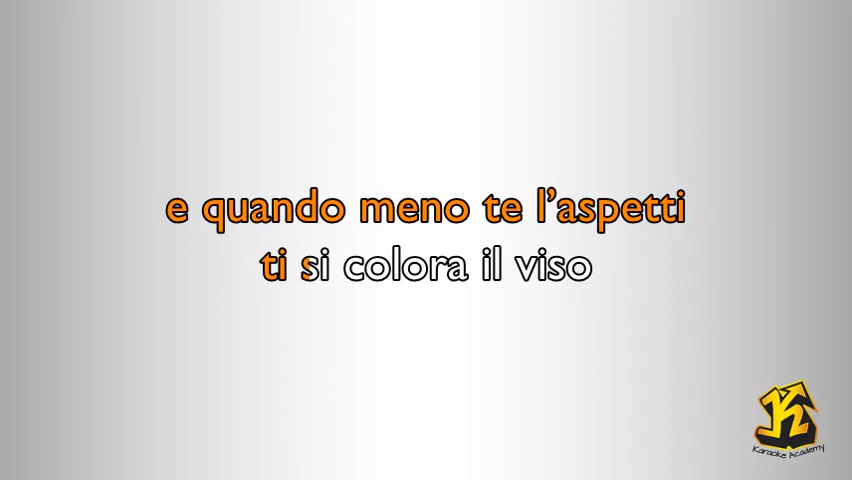 e quando meno te l’aspetti
ti si colora il viso
Karaoke Academy